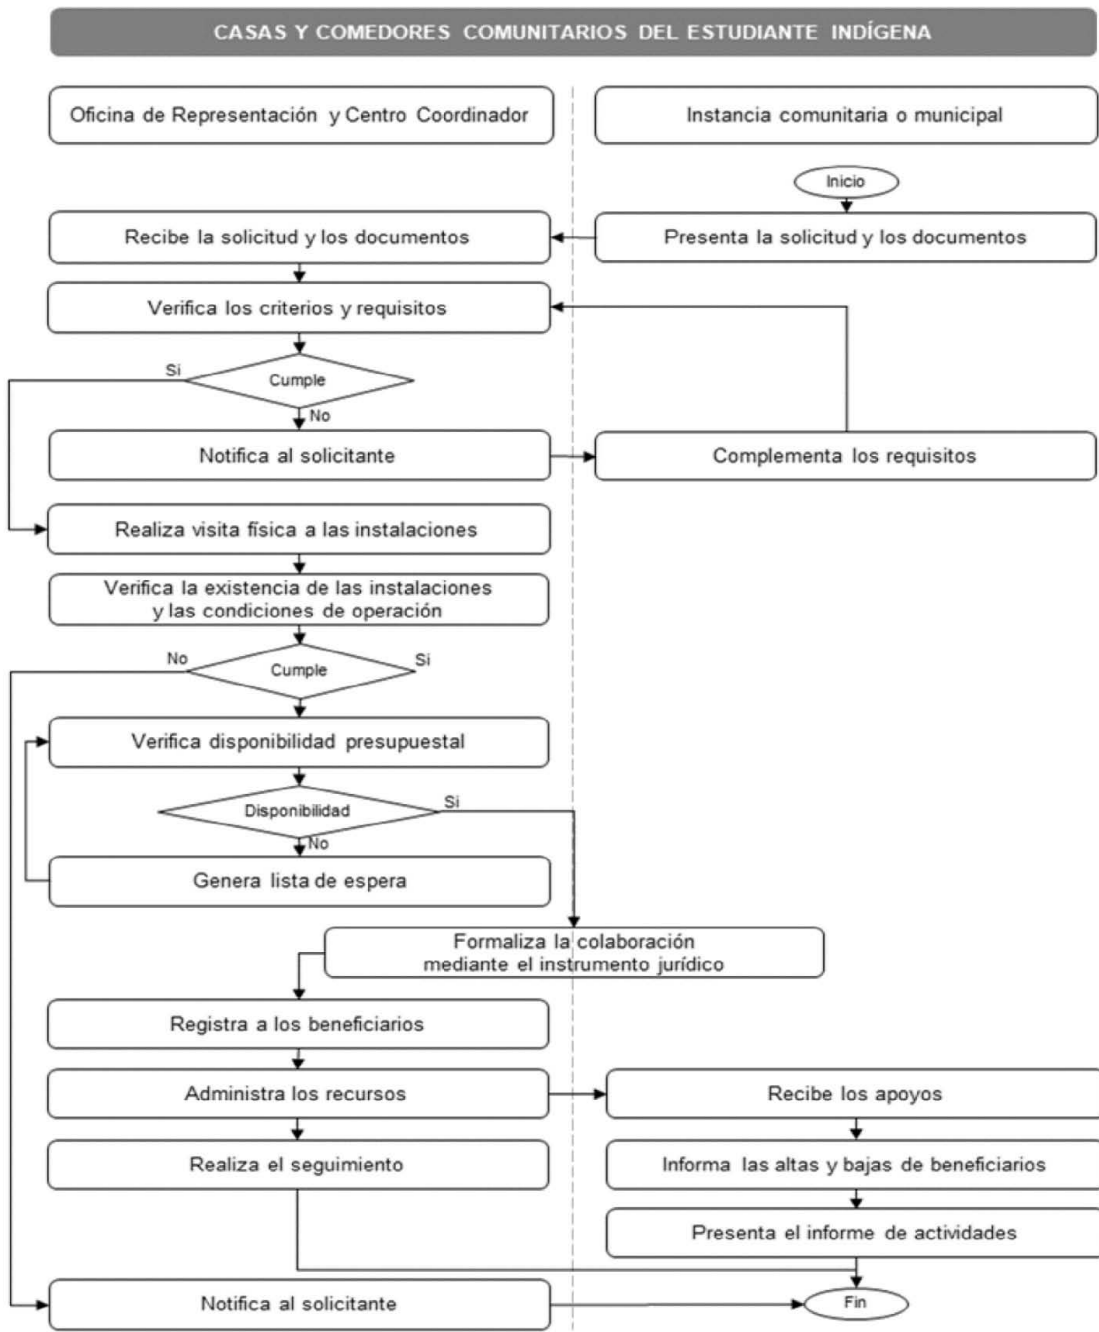 CASAS Y COMEDORES COMUNITARIOS DEL ESTUDIANTE INDÍGENA
Oficina de Representación y Centro Coordinador
Instancia comunitaria o municipal
Inicio
Recibe la solicitud y los documentos
Presenta la solicitud y los documentos
Verifica los criterios y requisitos
Si
Cumple
No
Notifica al solicitante
Complementa los requisitos
Realiza visita física a las instalaciones
Verifica la existencia de las instalaciones
y las condiciones de operación
No
Cumple
Si
Verifica disponibilidad presupuestal
Disponibilidad
Si
No
Genera lista de espera
Formaliza la colaboración
mediante el instrumento jurídico
Registra a los beneficiarios
Administra los recursos
Recibe los apoyos
Realiza el seguimiento
Informa las altas y bajas de beneficiarios
Presenta el informe de actividades
Notifica al solicitante
Fin